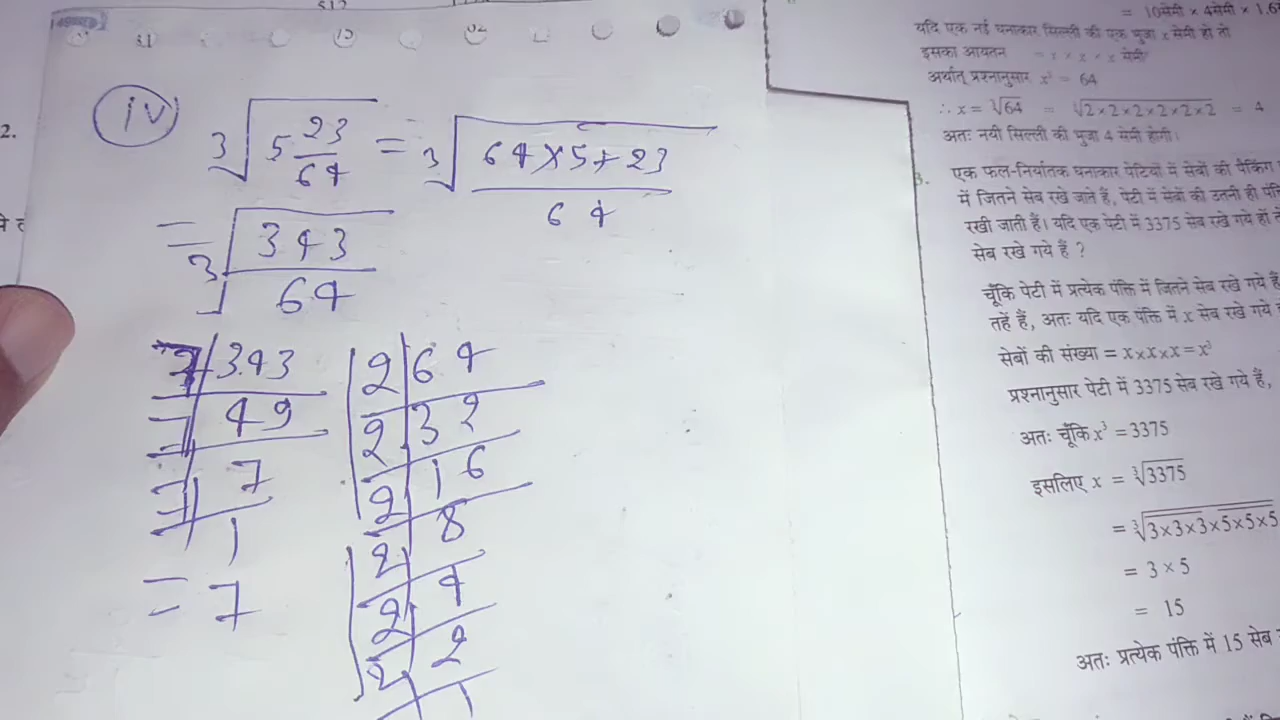 iv
∛5 23/64 = ∛(64×5+23)/64
= ∛343/64
7|343
7|49
7|7
1
= 7
2|64
2|32
2|16
2|8
2|4
2|2
1
2.
= 10सेमी × 4सेमी × 1.6
यदि एक नई घनाकार सिल्ली की एक भुजा x सेमी हो तो
इसका आयतन = x × x × x सेमी
अर्थात् प्रश्नानुसार x³ = 64
∴ x = ∛64 = ∛2×2×2×2×2×2 = 4
अतः नयी सिल्ली की भुजा 4 सेमी होगी।
3. एक फल-निर्यातक घनाकार पेटियों में सेबों की पैकिंग
में जितने सेब रखे जाते हैं, पेटी में सेबों की उतनी ही
रखी जाती हैं। यदि एक पेटी में 3375 सेब रखे गये हों
सेब रखे गये हैं ?
चूँकि पेटी में प्रत्येक पंक्ति में जितने सेब रखे गये हैं
तहें हैं, अतः यदि एक पंक्ति में x सेब रखे गये
सेबों की संख्या = x×x×x = x³
प्रश्नानुसार पेटी में 3375 सेब रखे गये हैं,
अतः चूँकि x³ = 3375
इसलिए x = ∛3375
= ∛3×3×3×5×5×5
= 3 × 5
= 15
अतः प्रत्येक पंक्ति में 15 सेब